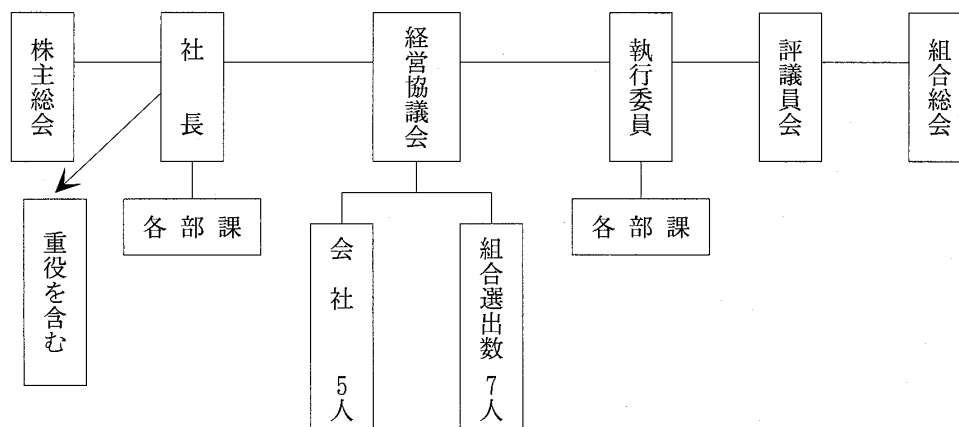 株主総会
社長
経営協議会
執行委員
評議員会
組合総会
重役を含む
各部課
会社 5人
組合選出数 7人
各部課